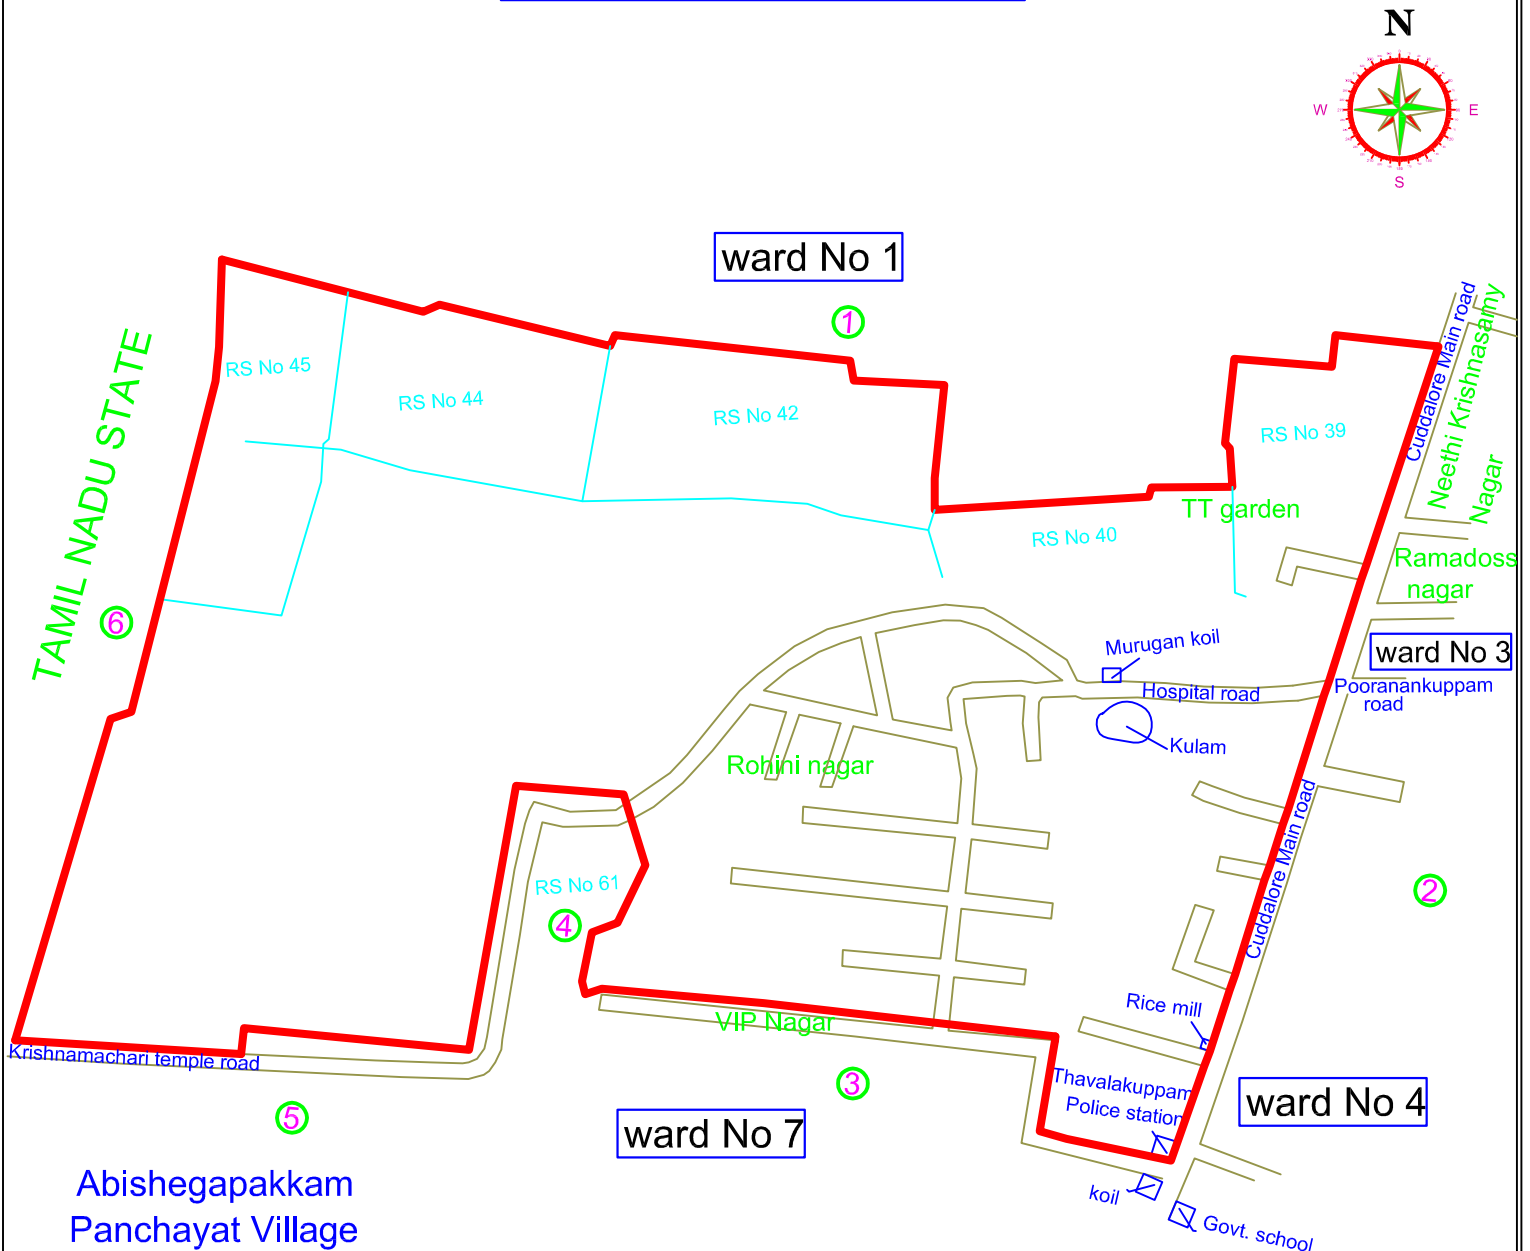 N
W
E
S
ward No 1
1
Cuddalore Main road
Neethi Krishnasamy
Nagar
TAMIL NADU STATE
RS No 45
RS No 44
RS No 42
RS No 39
TT garden
RS No 40
Ramadoss
nagar
6
Murugan koil
ward No 3
Hospital road
Pooranankuppam
road
Kulam
Rohini nagar
Cuddalore Main road
RS No 61
2
4
Rice mill
VIP Nagar
Krishnamachari temple road
Thavalakuppam
Police station
3
ward No 4
5
ward No 7
Abishegapakkam
Panchayat Village
koil
Govt. school